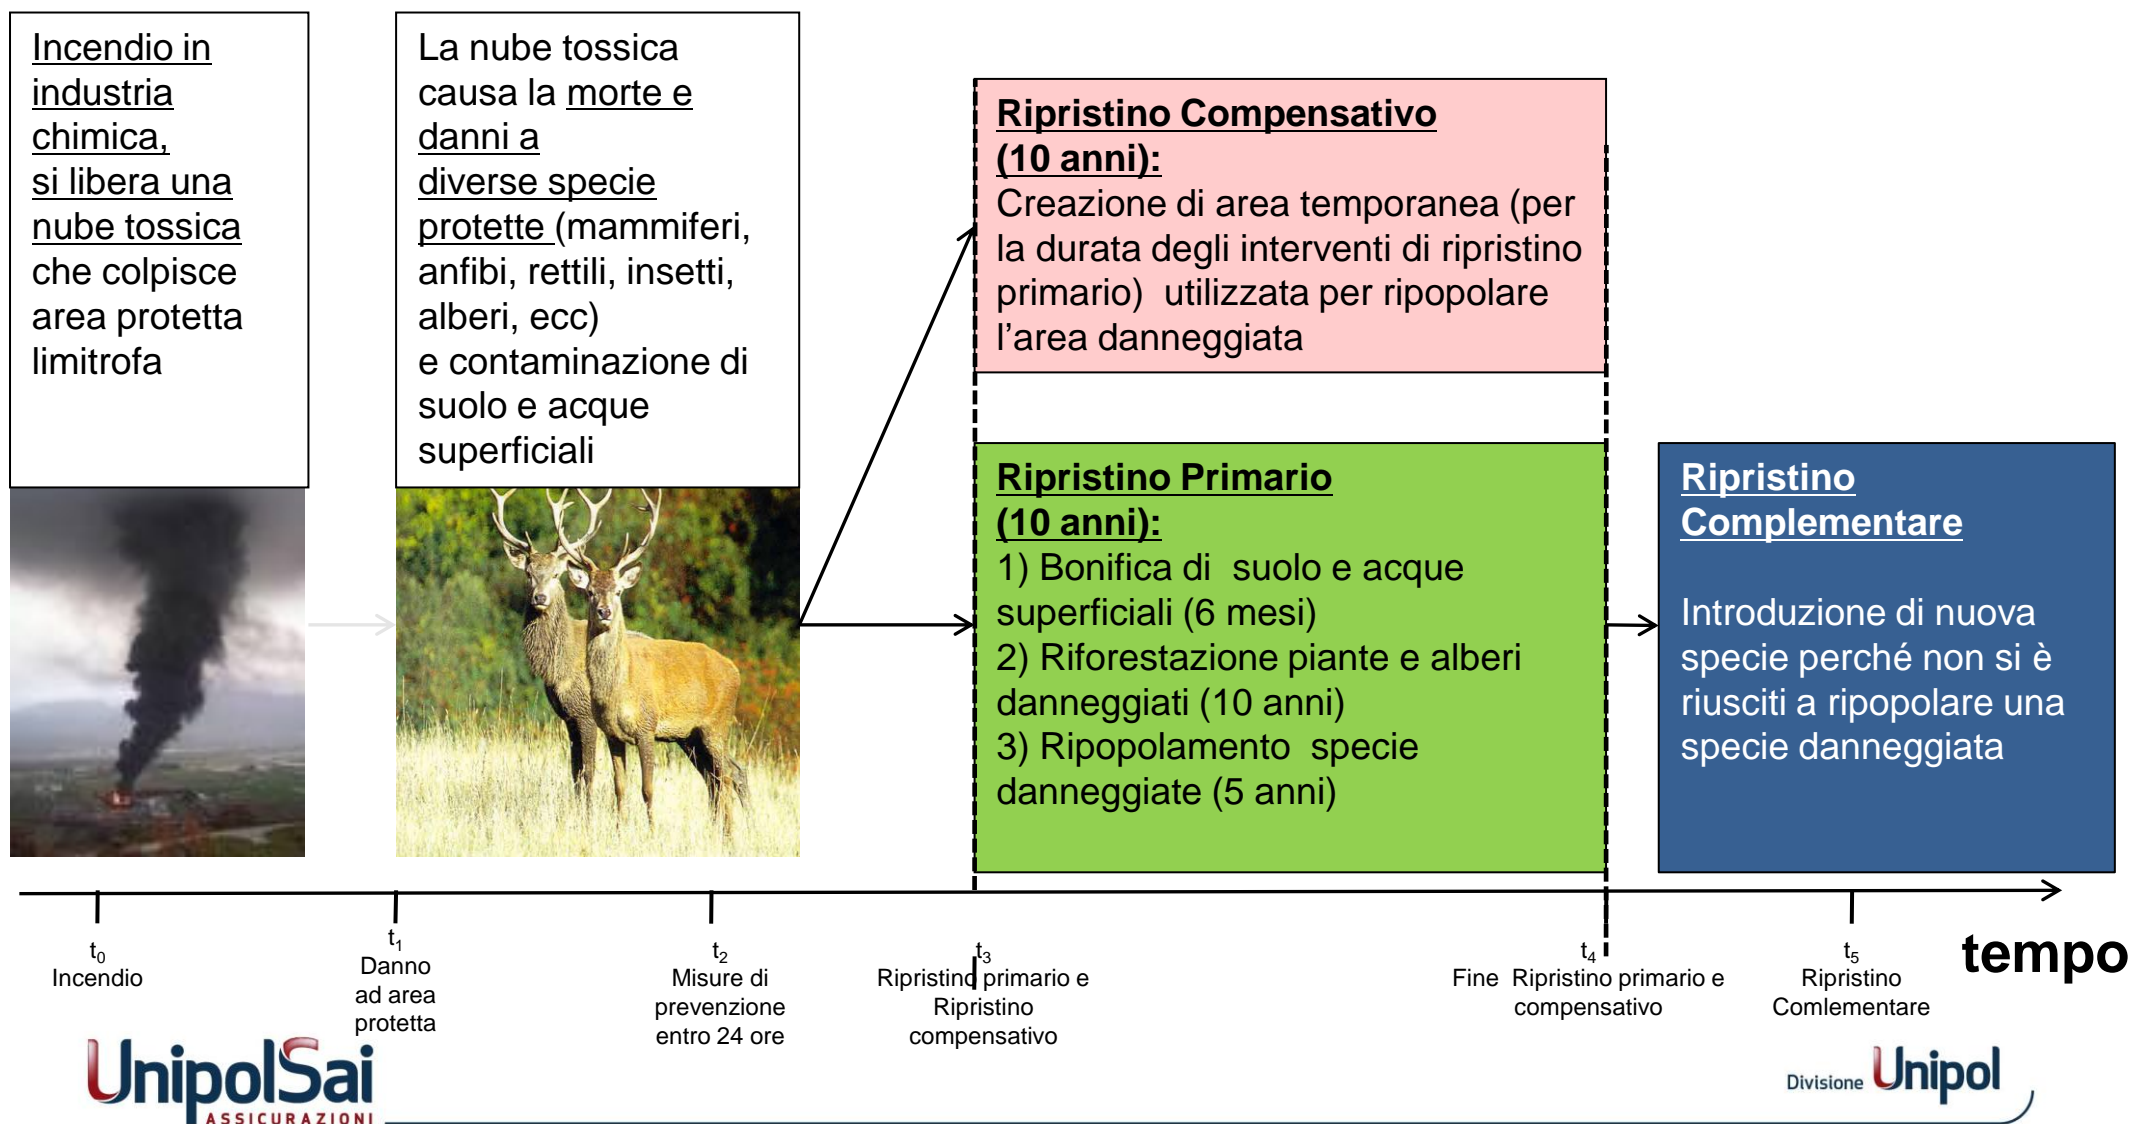 Incendio in
industria
chimica,
si libera una
nube tossica
che colpisce
area protetta
limitrofa
La nube tossica
causa la morte e
danni a
diverse specie
protette (mammiferi,
anfibi, rettili, insetti,
alberi, ecc)
e contaminazione di
suolo e acque
superficiali
Ripristino Compensativo
(10 anni):
Creazione di area temporanea (per
la durata degli interventi di ripristino
primario) utilizzata per ripopolare
l’area danneggiata
Ripristino Primario
(10 anni):
1) Bonifica di suolo e acque
superficiali (6 mesi)
2) Riforestazione piante e alberi
danneggiati (10 anni)
3) Ripopolamento specie
danneggiate (5 anni)
Ripristino
Complementare
Introduzione di nuova
specie perché non si è
riusciti a ripopolare una
specie danneggiata
t0
Incendio
t1
Danno
ad area
protetta
t2
Misure di
prevenzione
entro 24 ore
t3
Ripristino primario e
Ripristino
compensativo
t4
Fine Ripristino primario e
compensativo
t5
Ripristino
Comlementare
tempo
UnipolSai
ASSICURAZIONI
Divisione Unipol